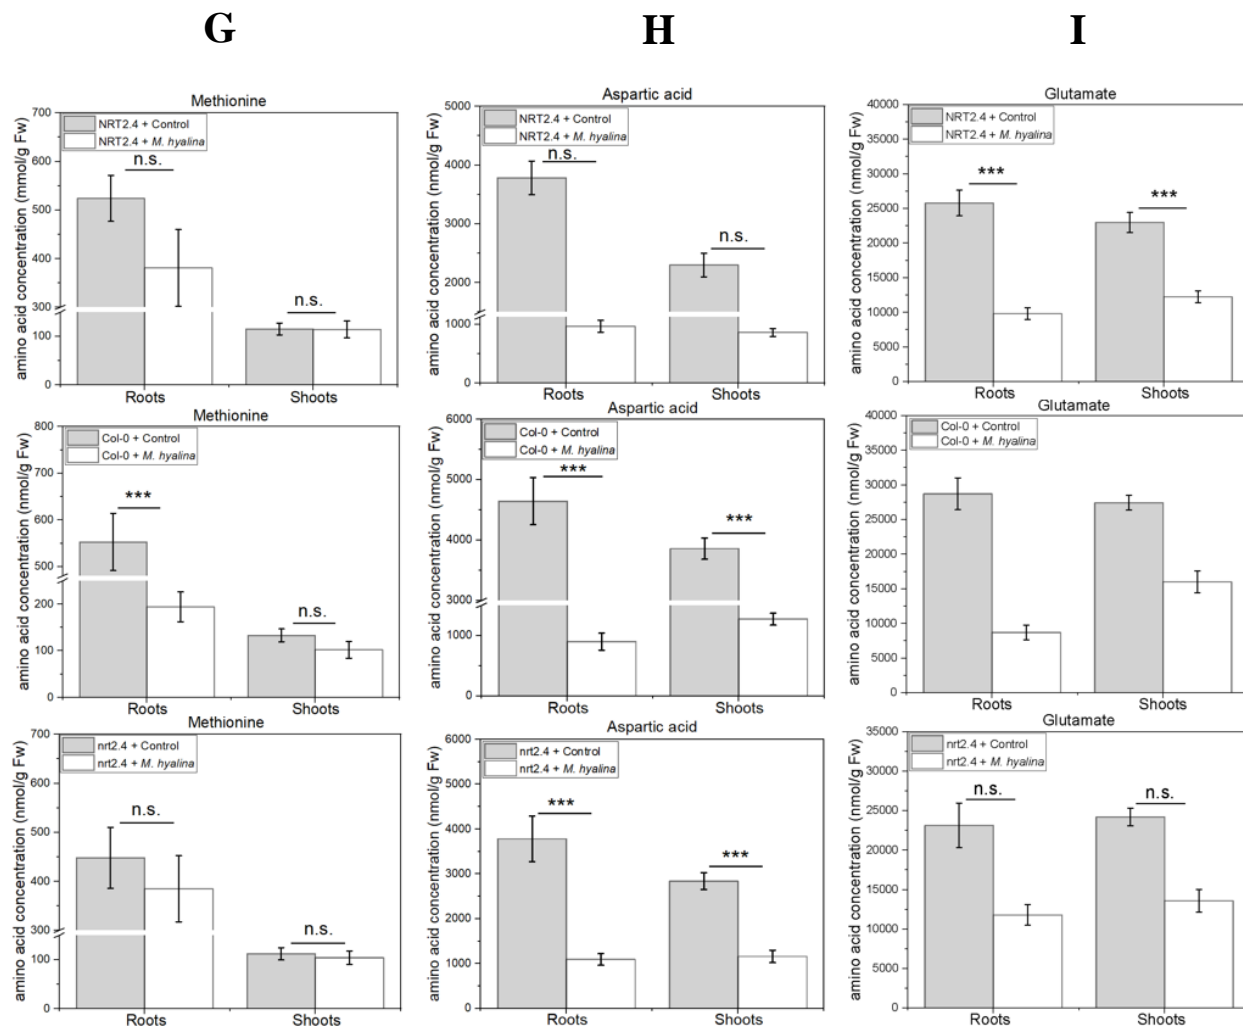 G
H
I
Methionine
amino acid concentration (mmol/g Fw)
700
600
500
400
300
100
0
NRT2.4 + Control
NRT2.4 + M. hyalina
n.s.
n.s.
Roots
Shoots
Aspartic acid
amino acid concentration (nmol/g Fw)
5000
4000
3000
2000
1000
0
NRT2.4 + Control
NRT2.4 + M. hyalina
n.s.
n.s.
Roots
Shoots
Glutamate
amino acid concentration (nmol/g Fw)
40000
35000
30000
25000
20000
15000
10000
5000
0
NRT2.4 + Control
NRT2.4 + M. hyalina
***
***
Roots
Shoots
Methionine
amino acid concentration (nmol/g Fw)
800
700
600
500
200
100
0
Col-0 + Control
Col-0 + M. hyalina
***
n.s.
Roots
Shoots
Aspartic acid
amino acid concentration (nmol/g Fw)
6000
5000
4000
3000
1000
0
Col-0 + Control
Col-0 + M. hyalina
***
***
Roots
Shoots
Glutamate
amino acid concentration (nmol/g Fw)
40000
35000
30000
25000
20000
15000
10000
5000
0
Col-0 + Control
Col-0 + M. hyalina
Roots
Shoots
Methionine
amino acid concentration (nmol/g Fw)
700
600
500
400
300
100
0
nrt2.4 + Control
nrt2.4 + M. hyalina
n.s.
n.s.
Roots
Shoots
Aspartic acid
amino acid concentration (nmol/g Fw)
6000
5000
4000
3000
2000
1000
0
nrt2.4 + Control
nrt2.4 + M. hyalina
***
***
Roots
Shoots
Glutamate
amino acid concentration (nmol/g Fw)
35000
30000
25000
20000
15000
10000
5000
0
nrt2.4 + Control
nrt2.4 + M. hyalina
n.s.
n.s.
Roots
Shoots